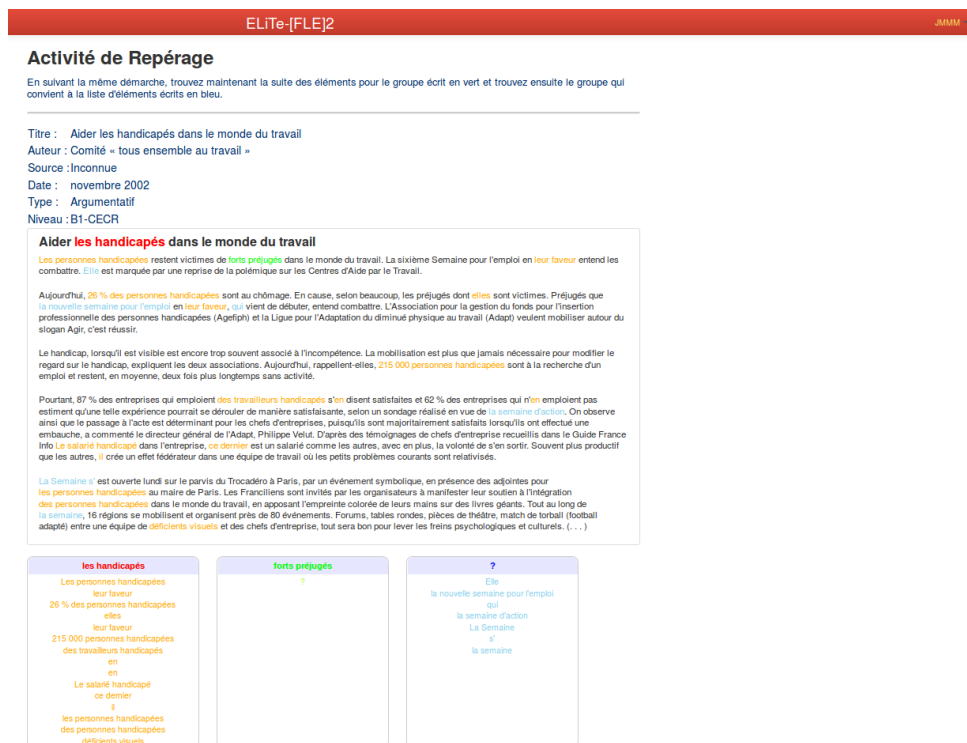 ELiTe-[FLE]2
JMMM
Activité de Repérage
En suivant la même démarche, trouvez maintenant la suite des éléments pour le groupe écrit en vert et trouvez ensuite le groupe qui
convient à la liste d'éléments écrits en bleu.
Titre : Aider les handicapés dans le monde du travail
Auteur : Comité « tous ensemble au travail »
Source : Inconnue
Date : novembre 2002
Type : Argumentatif
Niveau : B1-CECR
Aider les handicapés dans le monde du travail
Les personnes handicapées restent victimes de forts préjugés dans le monde du travail. La sixième Semaine pour l'emploi en leur faveur entend les
combattre. Elle est marquée par une reprise de la polémique sur les Centres d'Aide par le Travail.
Aujourd'hui, 26 % des personnes handicapées sont au chômage. En cause, selon beaucoup, les préjugés dont elles sont victimes. Préjugés que
la nouvelle semaine pour l'emploi en leur faveur, qui vient de débuter, entend combattre. L'Association pour la gestion du fonds pour l'insertion
professionnelle des personnes handicapées (Agefiph) et la Ligue pour l'Adaptation du diminué physique au travail (Adapt) veulent mobiliser autour du
slogan Agir, c'est réussir.
Le handicap, lorsqu'il est visible est encore trop souvent associé à l'incompétence. La mobilisation est plus que jamais nécessaire pour modifier le
regard sur le handicap, expliquent les deux associations. Aujourd'hui, rappellent-elles, 215 000 personnes handicapées sont à la recherche d'un
emploi et restent, en moyenne, deux fois plus longtemps sans activité.
Pourtant, 87 % des entreprises qui emploient des travailleurs handicapés s'en disent satisfaites et 62 % des entreprises qui n'en emploient pas
estiment qu'une telle expérience pourrait se dérouler de manière satisfaisante, selon un sondage réalisé en vue de la semaine d'action. On observe
ainsi que le passage à l'acte est déterminant pour les chefs d'entreprises, puisqu'ils sont majoritairement satisfaits lorsqu'ils ont effectué une
embauche, a commenté le directeur général de l'Adapt, Philippe Velut. D'après des témoignages de chefs d'entreprise recueillis dans le Guide France
Info Le salarié handicapé dans l'entreprise, ce dernier est un salarié comme les autres, avec en plus, la volonté de s'en sortir. Souvent plus productif
que les autres, il crée un effet fédérateur dans une équipe de travail où les petits problèmes courants sont relativisés.
La Semaine s' est ouverte lundi sur le parvis du Trocadéro à Paris, par un événement symbolique, en présence des adjointes pour
les personnes handicapées au maire de Paris. Les Franciliens sont invités par les organisateurs à manifester leur soutien à l'intégration
des personnes handicapées dans le monde du travail, en apposant l'empreinte colorée de leurs mains sur des livres géants. Tout au long de
la semaine, 16 régions se mobilisent et organisent près de 80 événements. Forums, tables rondes, pièces de théâtre, match de torball (football
adapté) entre une équipe de déficients visuels et des chefs d'entreprise, tout sera bon pour lever les freins psychologiques et culturels. (. . . )
les handicapés
Les personnes handicapées
leur faveur
26 % des personnes handicapées
elles
leur faveur
215 000 personnes handicapées
des travailleurs handicapés
en
en
Le salarié handicapé
ce dernier
il
les personnes handicapées
des personnes handicapées
déficients visuels
forts préjugés
?
?
Elle
la nouvelle semaine pour l'emploi
qui
la semaine d'action
La Semaine
s'
la semaine